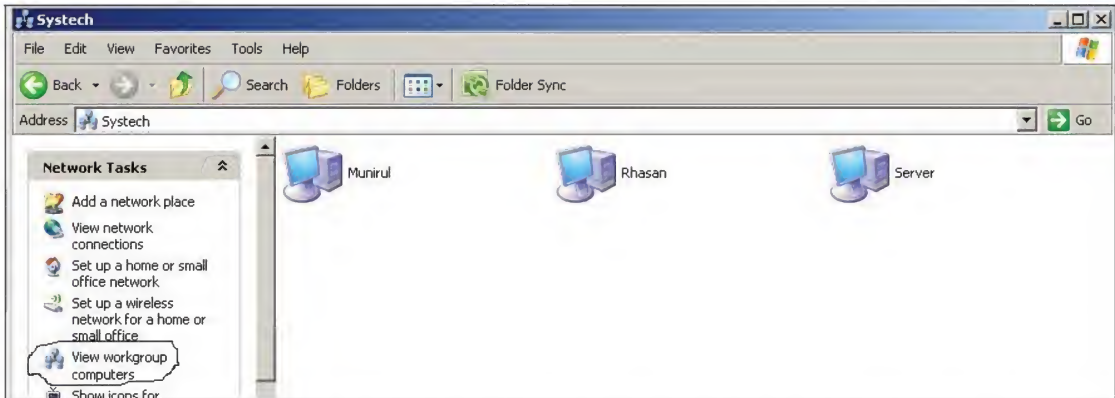 Systech
File Edit View Favorites Tools Help
Back Search Folders Folder Sync
Address Systech Go
Network Tasks
Add a network place
View network
connections
Set up a home or small
office network
Set up a wireless
network for a home or
small office
View workgroup
computers
Show icons for
Munirul Rhasan Server